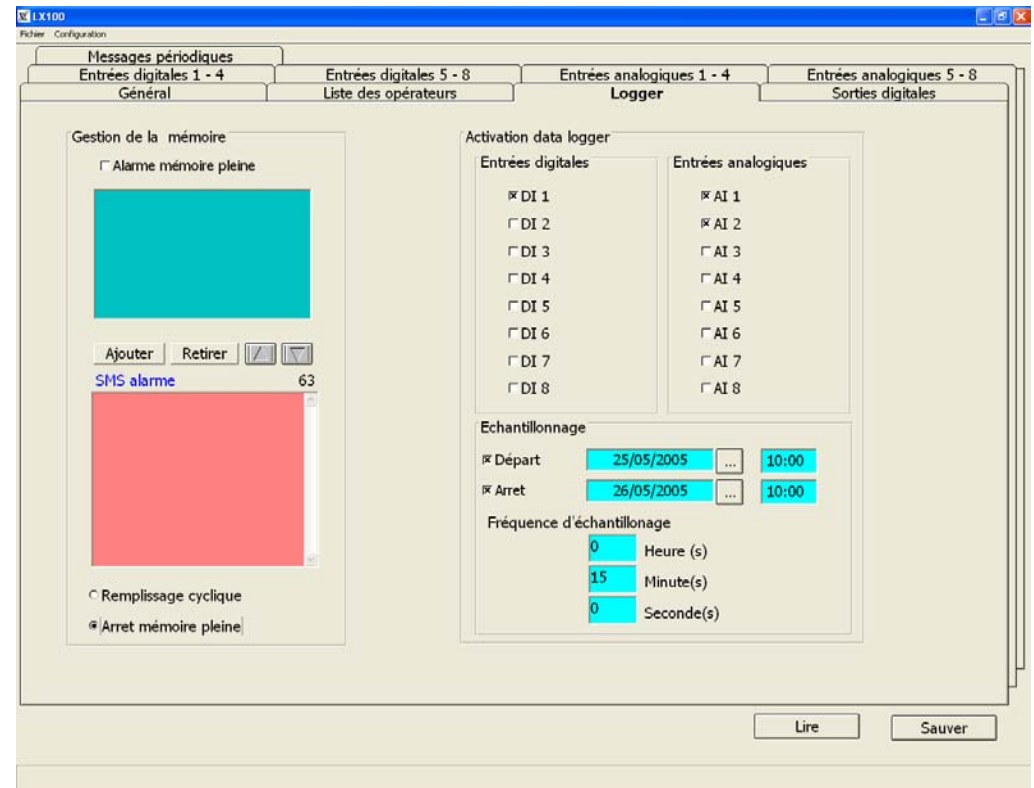 LX100
Fichier Configuration
Messages périodiques
Entrées digitales 1 - 4 Entrées digitales 5 - 8 Entrées analogiques 1 - 4 Entrées analogiques 5 - 8
Général Liste des opérateurs Logger Sorties digitales
Gestion de la mémoire
Alarme mémoire pleine
Ajouter Retirer
SMS alarme 63
Remplissage cyclique
Arret mémoire pleine
Activation data logger
Entrées digitales Entrées analogiques
DI 1 AI 1
DI 2 AI 2
DI 3 AI 3
DI 4 AI 4
DI 5 AI 5
DI 6 AI 6
DI 7 AI 7
DI 8 AI 8
Echantillonnage
Départ 25/05/2005 ... 10:00
Arret 26/05/2005 ... 10:00
Fréquence d'échantillonage
0 Heure (s)
15 Minute(s)
0 Seconde(s)
Lire Sauver